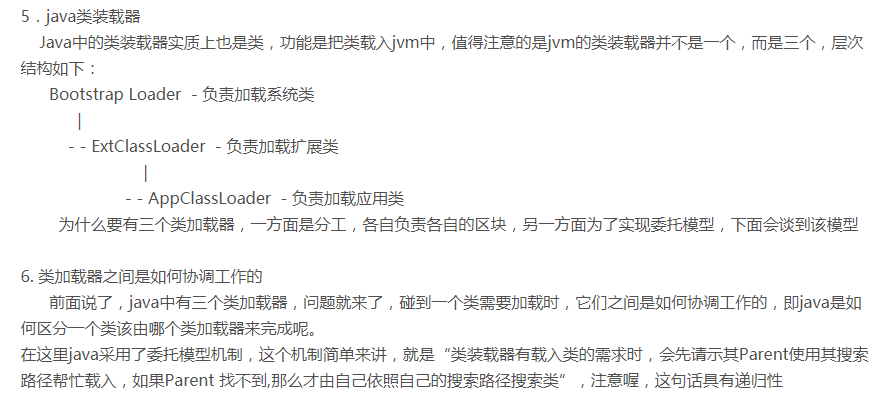 5．java类装载器
Java中的类装载器实质上也是类，功能是把类载入jvm中，值得注意的是jvm的类装载器并不是一个，而是三个，层次
结构如下：
Bootstrap Loader  - 负责加载系统类
|
- - ExtClassLoader  - 负责加载扩展类
|
- - AppClassLoader  - 负责加载应用类
为什么要有三个类加载器，一方面是分工，各自负责各自的区块，另一方面为了实现委托模型，下面会谈到该模型
6. 类加载器之间是如何协调工作的
前面说了，java中有三个类加载器，问题就来了，碰到一个类需要加载时，它们之间是如何协调工作的，即java是如
何区分一个类该由哪个类加载器来完成呢。
在这里java采用了委托模型机制，这个机制简单来讲，就是“类装载器有载入类的需求时，会先请示其Parent使用其搜索
路径帮忙载入，如果Parent 找不到,那么才由自己依照自己的搜索路径搜索类”，注意喔，这句话具有递归性